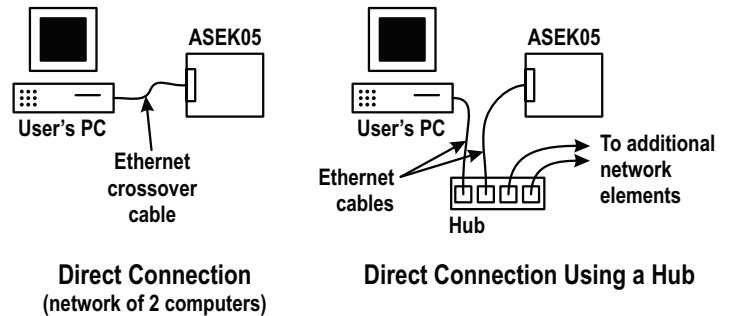 ASEK05
User's PC
Ethernet
crossover
cable
Direct Connection
(network of 2 computers)
ASEK05
User's PC
Ethernet
cables
Hub
To additional
network
elements
Direct Connection Using a Hub